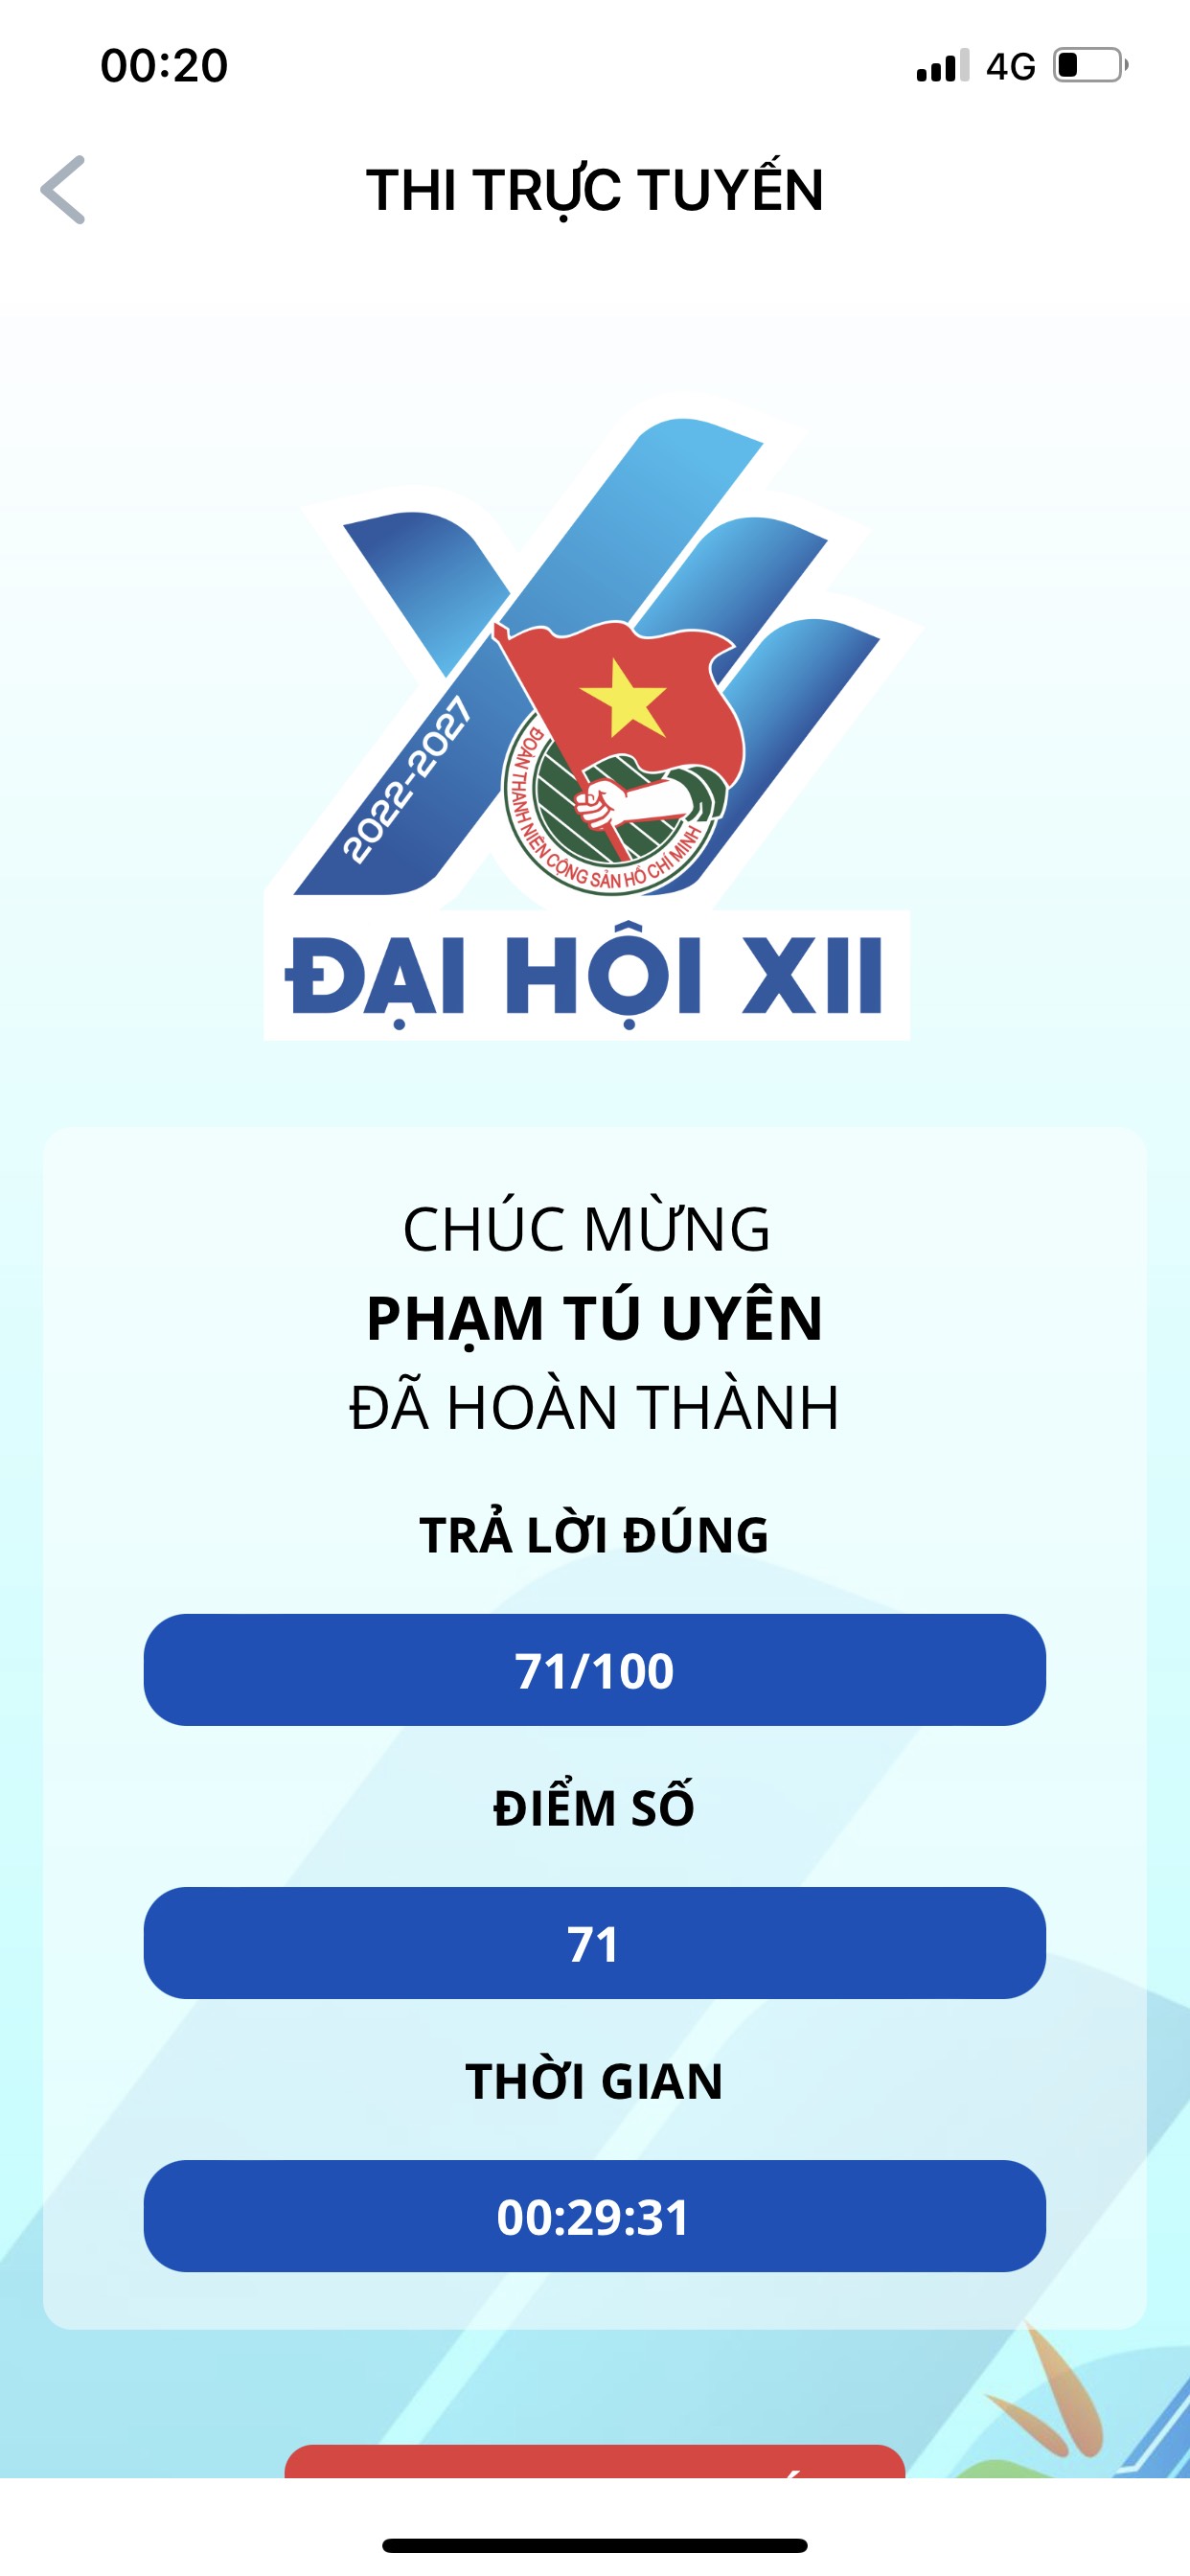 00:20
4G
THI TRỰC TUYẾN
2022-2027
ĐOÀN THANH NIÊN CỘNG SẢN HỒ CHÍ MINH
ĐẠI HỘI XII
CHÚC MỪNG
PHẠM TÚ UYÊN
ĐÃ HOÀN THÀNH
TRẢ LỜI ĐÚNG
71/100
ĐIỂM SỐ
71
THỜI GIAN
00:29:31